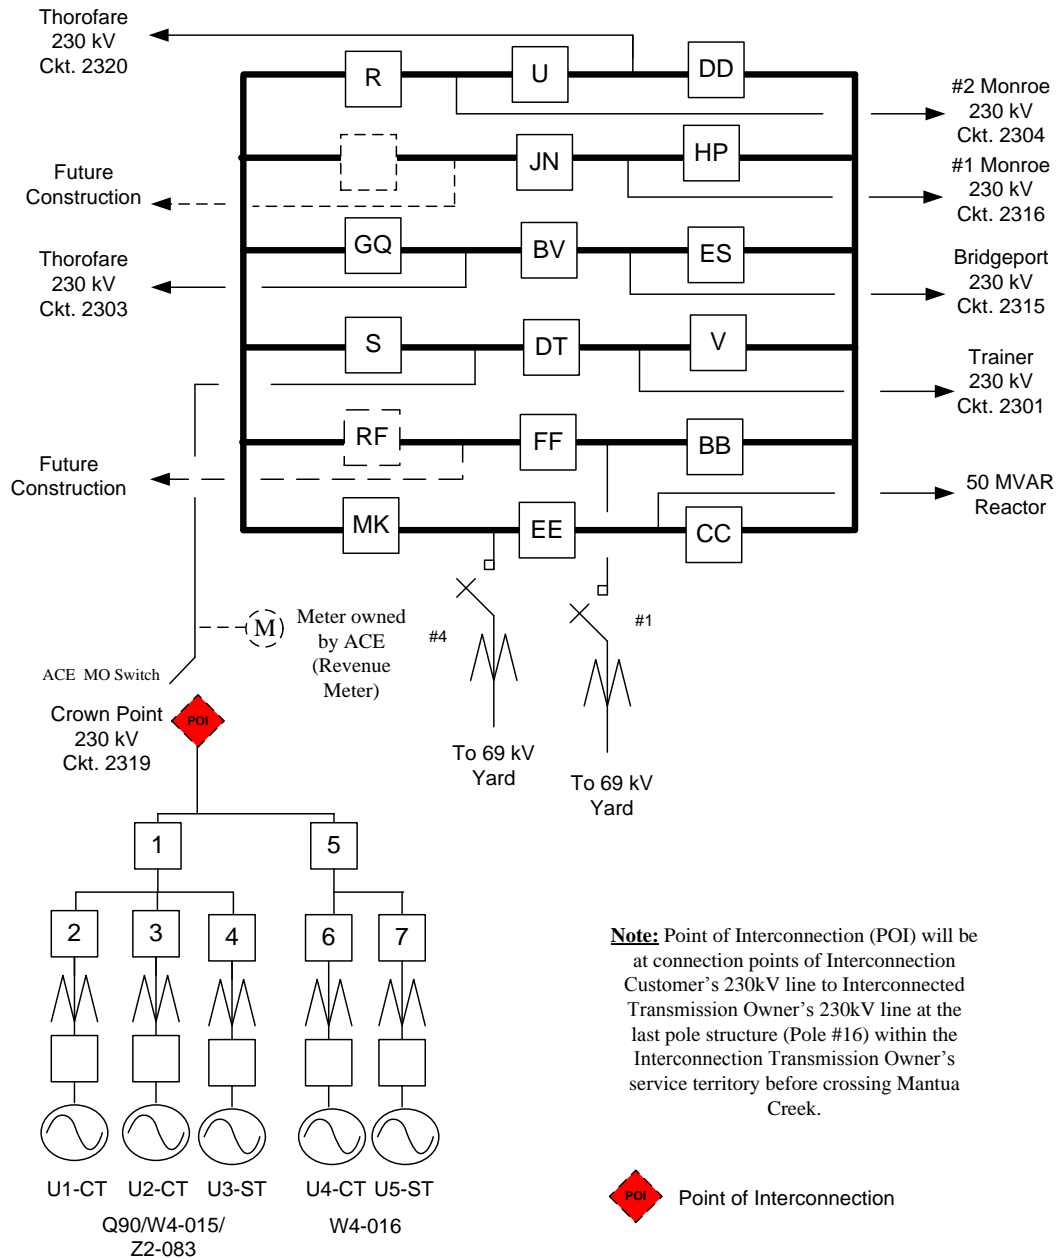 Thorofare
230 kV
Ckt. 2320
R
U
DD
#2 Monroe
230 kV
Ckt. 2304
JN
HP
#1 Monroe
230 kV
Ckt. 2316
Future
Construction
GQ
BV
ES
Thorofare
230 kV
Ckt. 2303
Bridgeport
230 kV
Ckt. 2315
S
DT
V
Trainer
230 kV
Ckt. 2301
RF
FF
BB
Future
Construction
50 MVAR
Reactor
MK
EE
CC
M
Meter owned
by ACE
(Revenue
Meter)
#4
#1
ACE MO Switch
Crown Point
230 kV
Ckt. 2319
POI
To 69 kV
Yard
To 69 kV
Yard
1
5
2
3
4
6
7
Note: Point of Interconnection (POI) will be
at connection points of Interconnection
Customer's 230kV line to Interconnected
Transmission Owner's 230kV line at the
last pole structure (Pole #16) within the
Interconnection Transmission Owner's
service territory before crossing Mantua
Creek.
U1-CT
U2-CT
U3-ST
U4-CT
U5-ST
Q90/W4-015/
Z2-083
W4-016
POI
Point of Interconnection